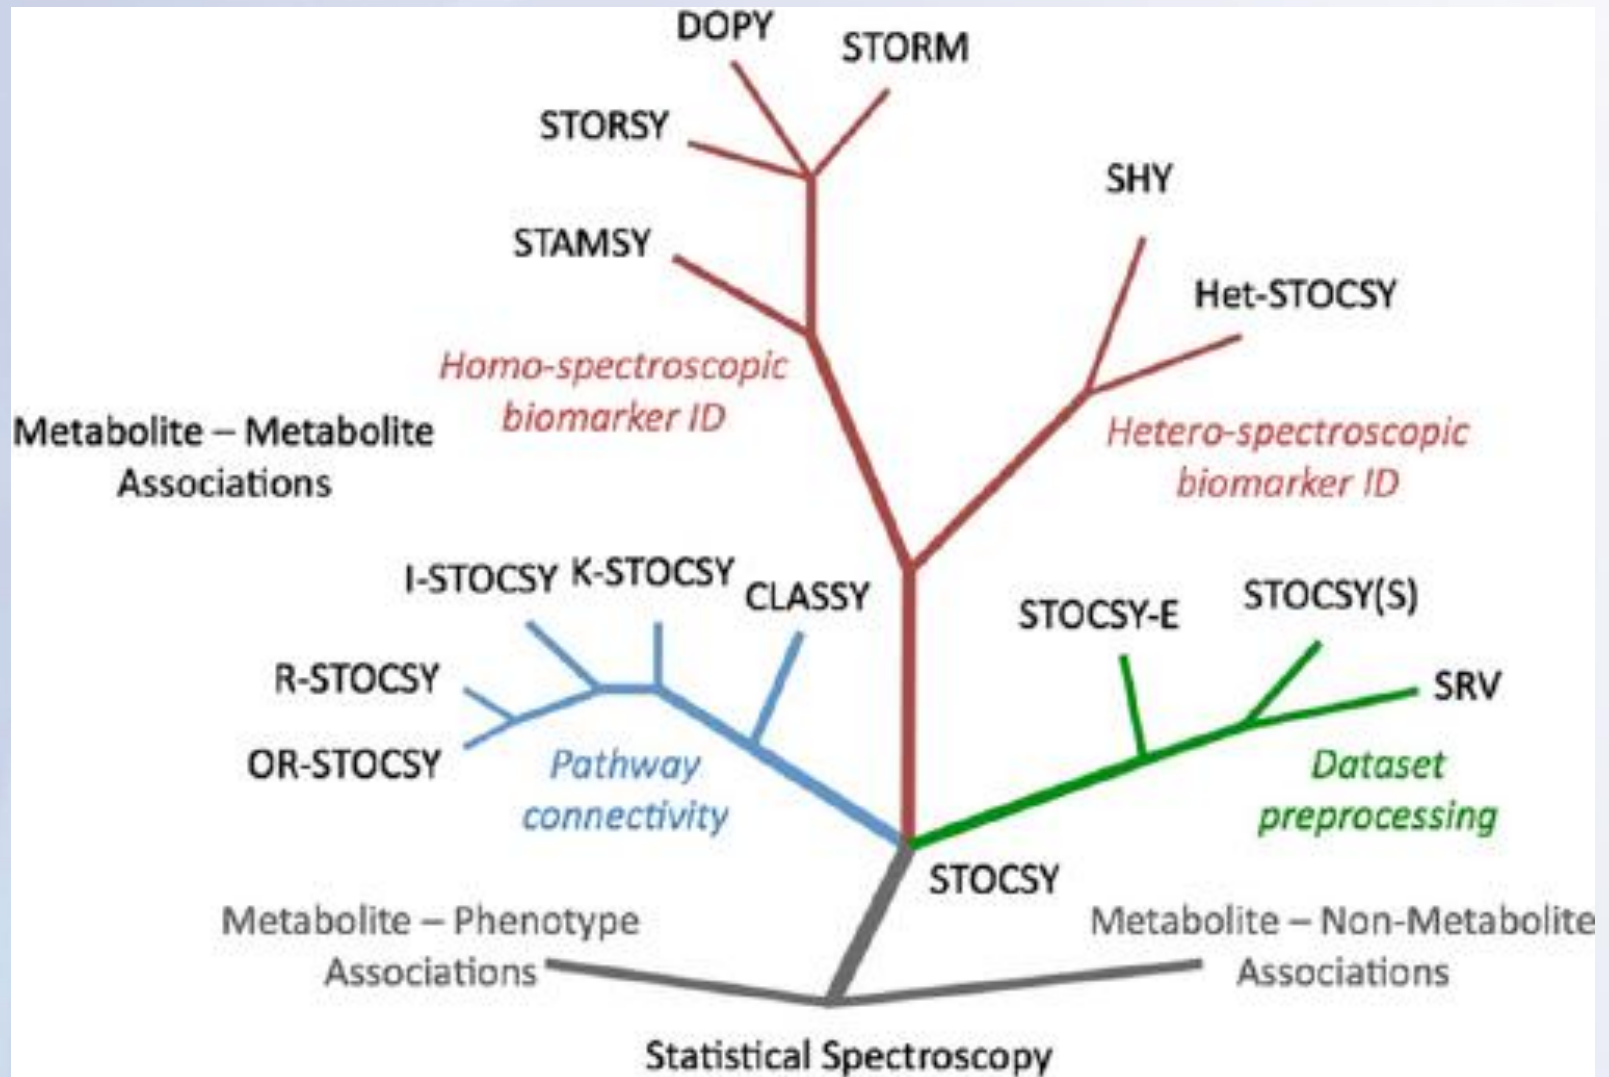 DOPY
STORM
STORSY
SHY
STAMSY
Het-STOCSY
Homo-spectroscopic
biomarker ID
Metabolite – Metabolite
Associations
Hetero-spectroscopic
biomarker ID
I-STOCSY
K-STOCSY
CLASSY
STOCSY-E
STOCSY(S)
R-STOCSY
SRV
OR-STOCSY
Pathway
connectivity
Dataset
preprocessing
STOCSY
Metabolite – Phenotype
Associations
Metabolite – Non-Metabolite
Associations
Statistical Spectroscopy